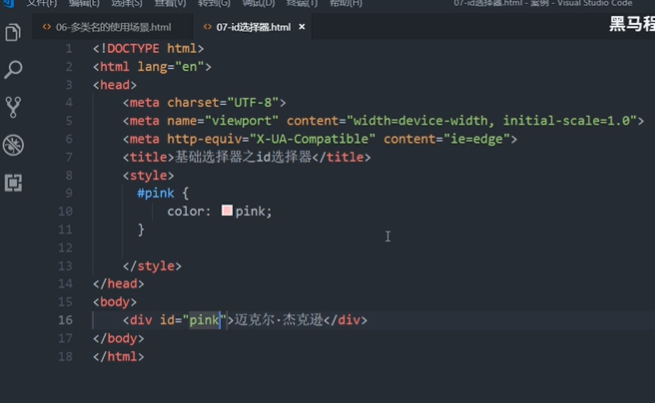 文件(F) 编辑(E) 选择(S) 查看(V) 转到(G) 调试(D) 终端(T) 帮助(H) 07-id选择器.html - 案例 - Visual Studio Code
06-多类名的使用场景.html 07-id选择器.html × 黑马程
1 <!DOCTYPE html>
2 <html lang="en">
3 <head>
4 <meta charset="UTF-8">
5 <meta name="viewport" content="width=device-width, initial-scale=1.0">
6 <meta http-equiv="X-UA-Compatible" content="ie=edge">
7 <title>基础选择器之id选择器</title>
8 <style>
9 #pink {
10 color: pink;
11 }
12
13 </style>
14 </head>
15 <body>
16 <div id="pink">迈克尔·杰克逊</div>
17 </body>
18 </html>